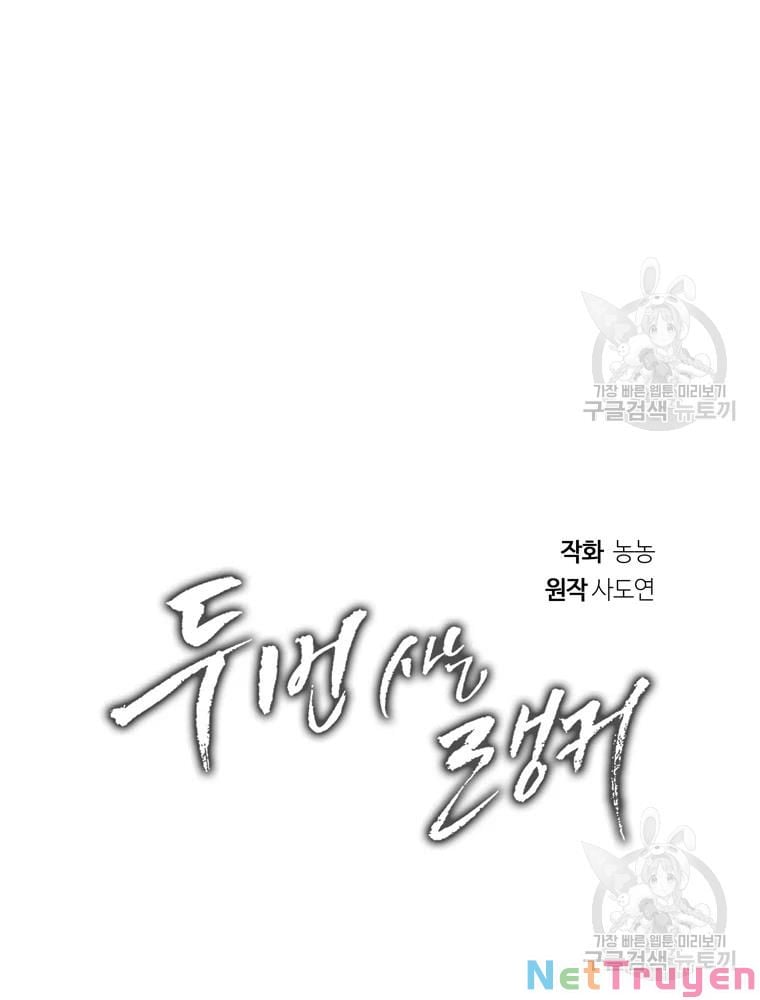 가장 빠른 웹툰 미리보기
구글검색 뉴토끼
작화 농농
원작 사도연
두 번 사는
랭커
가장 빠른 웹툰 미리보기
구글검색 뉴토끼
NetTruyen